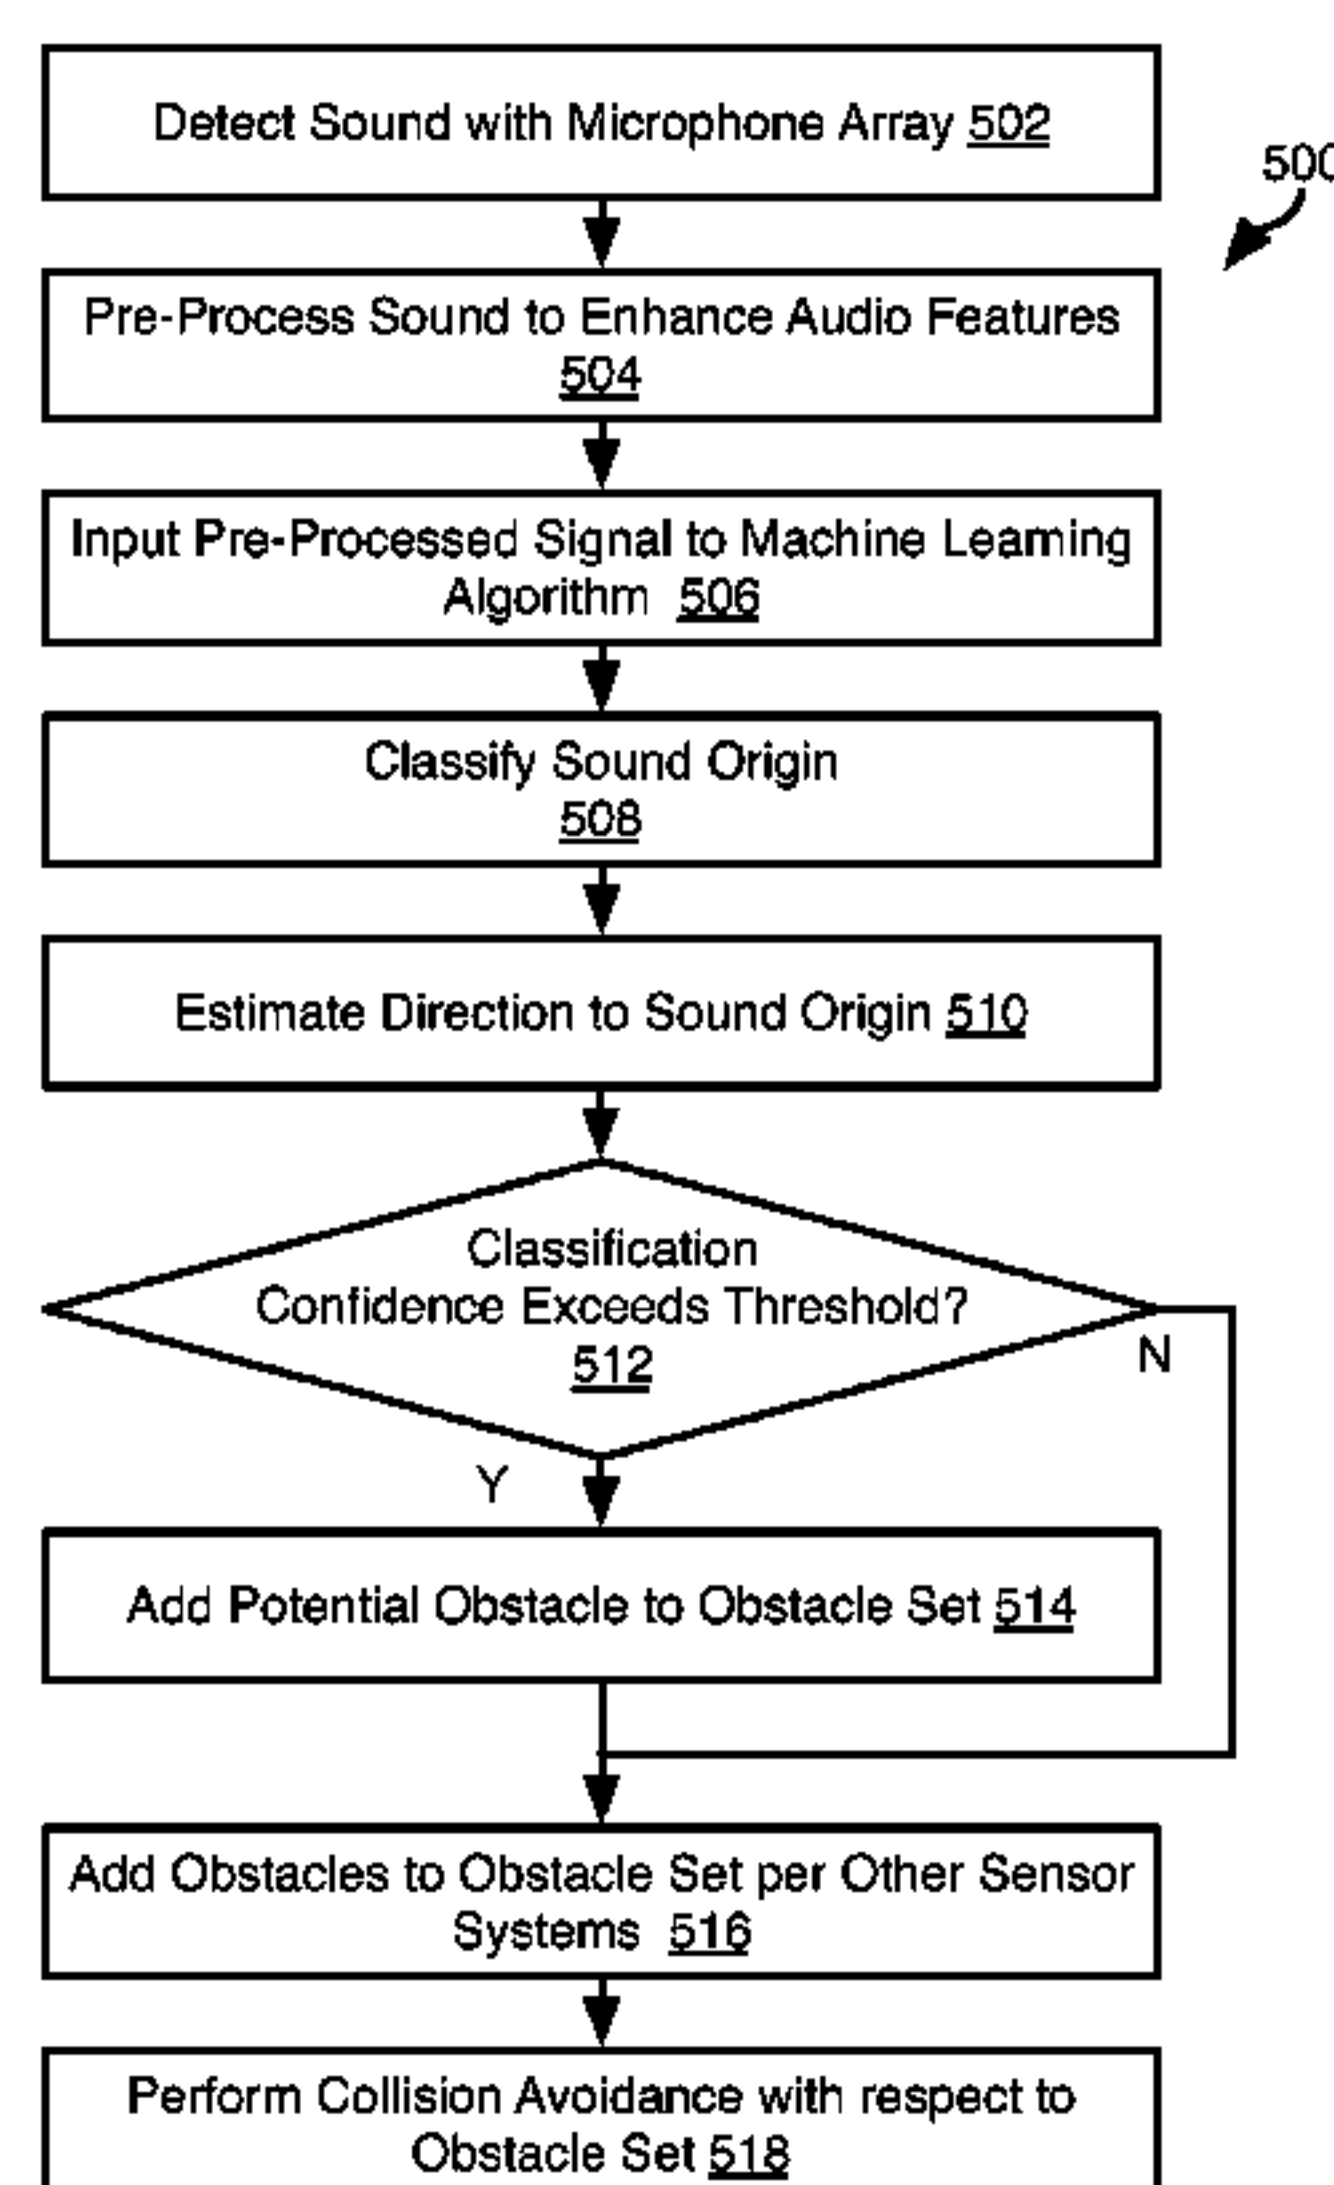 Detect Sound with Microphone Array 502
500
Pre-Process Sound to Enhance Audio Features
504
Input Pre-Processed Signal to Machine Learning
Algorithm 506
Classify Sound Origin
508
Estimate Direction to Sound Origin 510
Classification
Confidence Exceeds Threshold?
512
N
Y
Add Potential Obstacle to Obstacle Set 514
Add Obstacles to Obstacle Set per Other Sensor
Systems 516
Perform Collision Avoidance with respect to
Obstacle Set 518